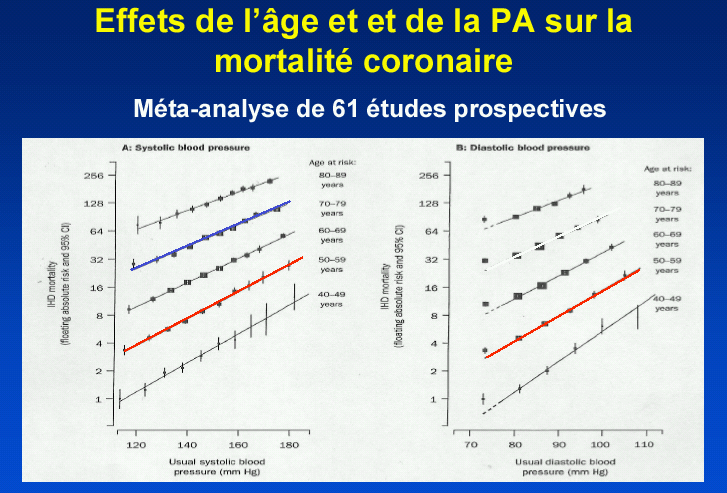 Effets de l'âge et et de la PA sur la
mortalité coronaire
Méta-analyse de 61 études prospectives
A: Systolic blood pressure
Age at risk:
256
128
64
32
16
8
4
2
1
80–89
years
70–79
years
60–69
years
50–59
years
40–49
years
IHD mortality
(floating absolute risk and 95% CI)
120
140
160
180
Usual systolic blood
pressure (mm Hg)
B: Diastolic blood pressure
Age at risk:
256
128
64
32
16
8
4
2
1
80–89
years
70–79
years
60–69
years
50–59
years
40–49
years
IHD mortality
(floating absolute risk and 95% CI)
70
80
90
100
110
Usual diastolic blood
pressure (mm Hg)